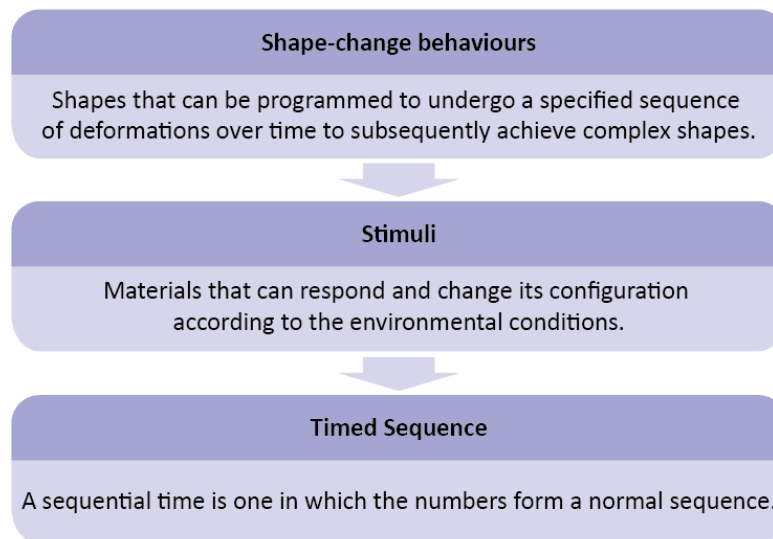 Shape-change behaviours
Shapes that can be programmed to undergo a specified sequence
of deformations over time to subsequently achieve complex shapes.
Stimuli
Materials that can respond and change its configuration
according to the environmental conditions.
Timed Sequence
A sequential time is one in which the numbers form a normal sequence.